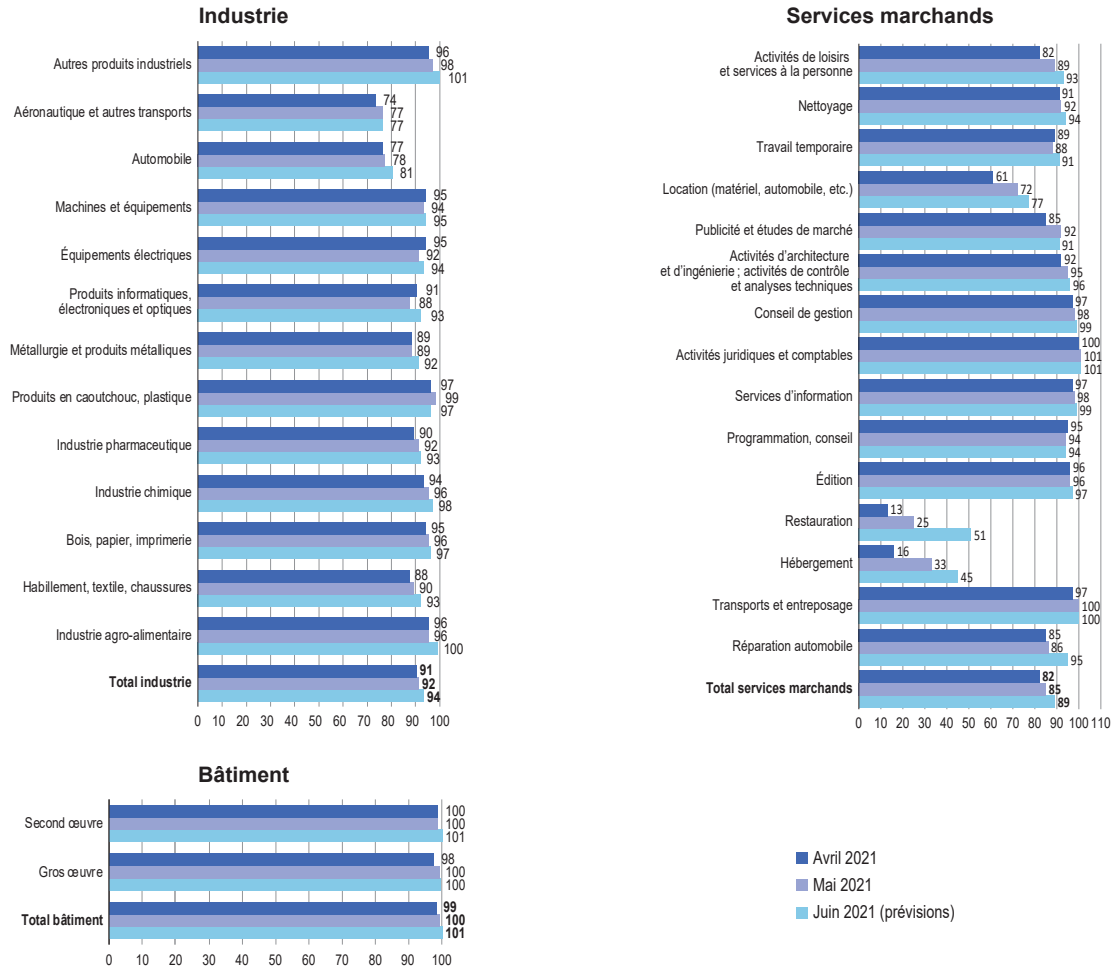 Industrie
Autres produits industriels
96
98
101
Aéronautique et autres transports
74
77
77
Automobile
77
78
81
Machines et équipements
95
94
95
Équipements électriques
95
92
94
Produits informatiques,
électroniques et optiques
91
88
93
Métallurgie et produits métalliques
89
89
92
Produits en caoutchouc, plastique
97
99
97
Industrie pharmaceutique
90
92
93
Industrie chimique
94
96
98
Bois, papier, imprimerie
95
96
97
Habillement, textile, chaussures
88
90
93
Industrie agro-alimentaire
96
96
100
Total industrie
91
92
94
0 10 20 30 40 50 60 70 80 90 100
Services marchands
Activités de loisirs
et services à la personne
82
89
93
Nettoyage
91
92
94
Travail temporaire
89
88
91
Location (matériel, automobile, etc.)
61
72
77
Publicité et études de marché
85
92
91
Activités d'architecture
et d'ingénierie ; activités de contrôle
et analyses techniques
92
95
96
Conseil de gestion
97
98
99
Activités juridiques et comptables
100
101
101
Services d'information
97
98
99
Programmation, conseil
95
94
94
Édition
96
96
97
Restauration
13
25
51
Hébergement
16
33
45
Transports et entreposage
97
100
100
Réparation automobile
85
86
95
Total services marchands
82
85
89
0 10 20 30 40 50 60 70 80 90 100 110
Bâtiment
Second œuvre
100
100
101
Gros œuvre
98
100
100
Total bâtiment
99
100
101
0 10 20 30 40 50 60 70 80 90 100
Avril 2021
Mai 2021
Juin 2021 (prévisions)